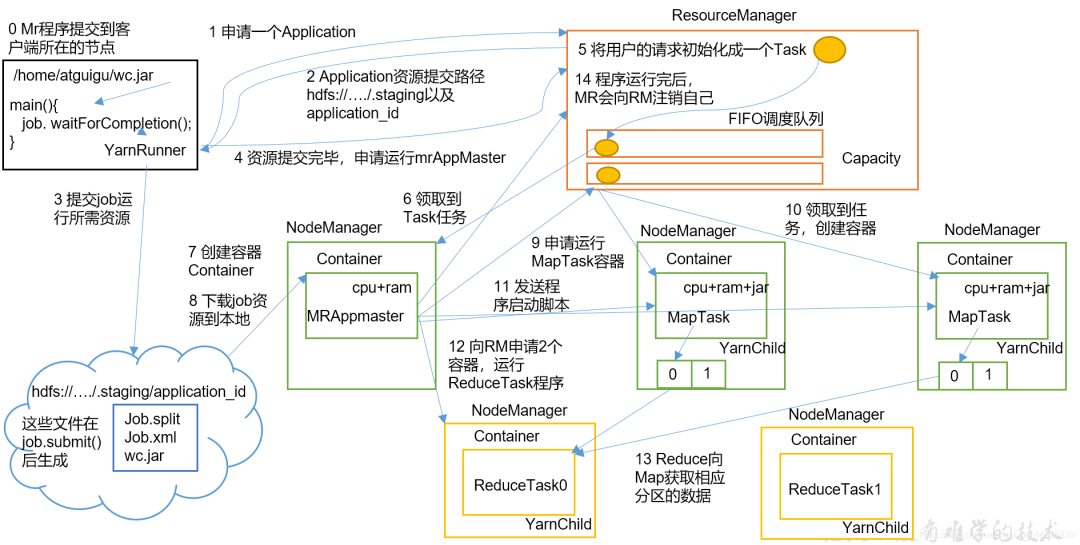 0 Mr程序提交到客
户端所在的节点
/home/atguigu/wc.jar
main(){
job. waitForCompletion();
}
YarnRunner
1 申请一个Application
2 Application资源提交路径
hdfs://…./.staging以及
application_id
4 资源提交完毕，申请运行mrAppMaster
ResourceManager
5 将用户的请求初始化成一个Task
14 程序运行完后，
MR会向RM注销自己
FIFO调度队列
Capacity
3 提交job运
行所需资源
6 领取到
Task任务
7 创建容器
Container
8 下载job资
源到本地
NodeManager
Container
cpu+ram
MRAppmaster
9 申请运行
MapTask容器
10 领取到任
务，创建容器
11 发送程
序启动脚本
NodeManager
Container
cpu+ram+jar
MapTask
YarnChild
0 1
NodeManager
Container
cpu+ram+jar
MapTask
YarnChild
0 1
12 向RM申请2个
容器，运行
ReduceTask程序
hdfs://…./.staging/application_id
这些文件在
job.submit()
后生成
Job.split
Job.xml
wc.jar
NodeManager
Container
ReduceTask0
YarnChild
13 Reduce向
Map获取相应
分区的数据
NodeManager
Container
ReduceTask1
YarnChild